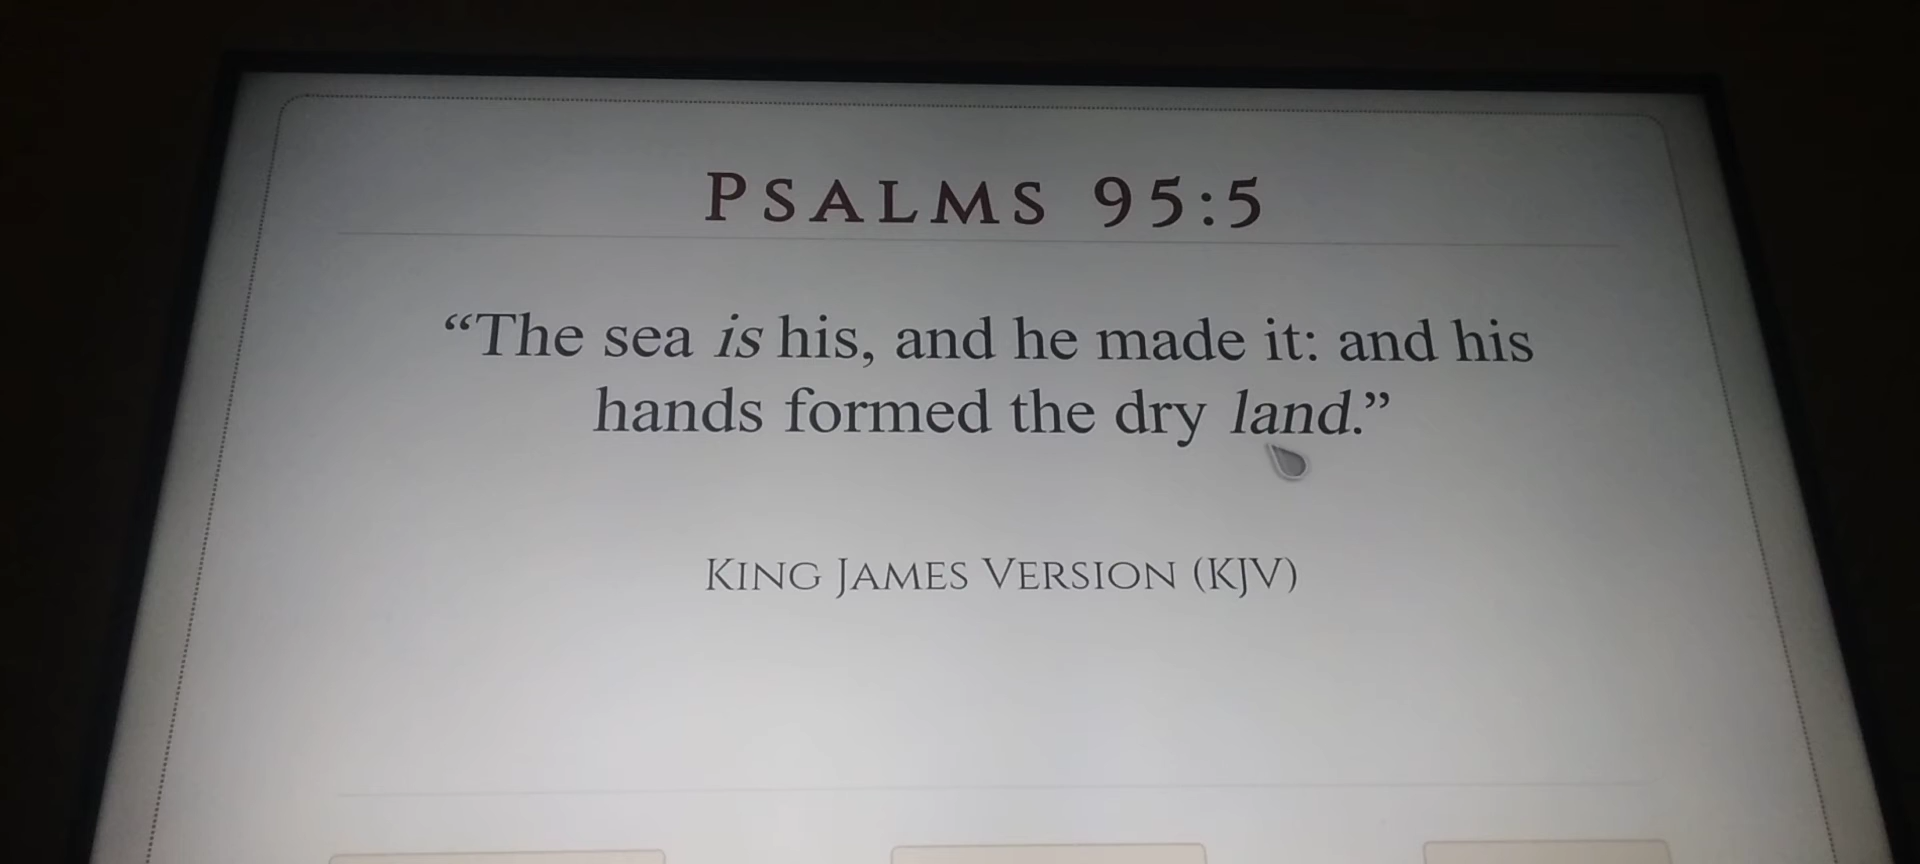 PSALMS 95:5
“The sea is his, and he made it: and his
hands formed the dry land.”
KING JAMES VERSION (KJV)